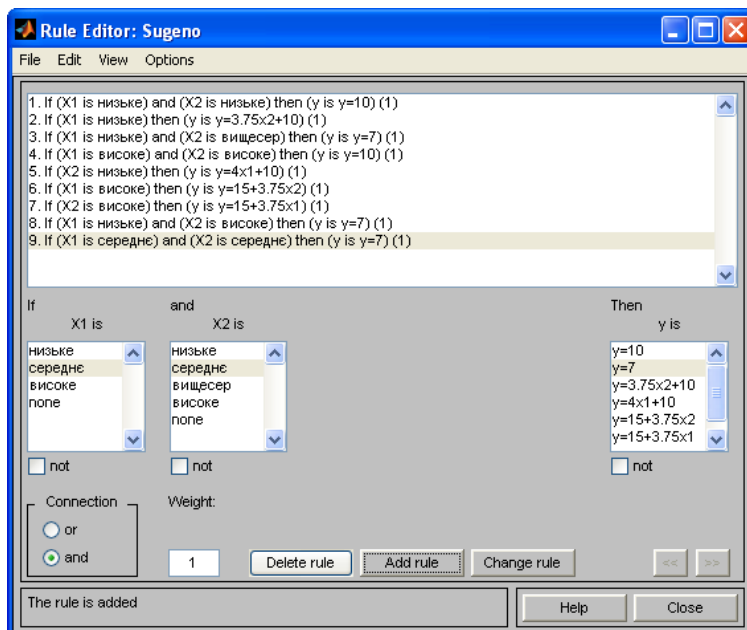 Rule Editor: Sugeno
File Edit View Options
1. If (X1 is низьке) and (X2 is низьке) then (y is y=10) (1)
2. If (X1 is низьке) then (y is y=3.75x2+10) (1)
3. If (X1 is низьке) and (X2 is вищесер) then (y is y=7) (1)
4. If (X1 is високе) and (X2 is високе) then (y is y=10) (1)
5. If (X2 is низьке) then (y is y=4x1+10) (1)
6. If (X1 is високе) then (y is y=15+3.75x2) (1)
7. If (X2 is високе) then (y is y=15+3.75x1) (1)
8. If (X1 is низьке) and (X2 is високе) then (y is y=7) (1)
9. If (X1 is середнє) and (X2 is середнє) then (y is y=7) (1)
If and Then
X1 is X2 is y is
низьке низьке y=10
середнє середнє y=7
високе вищесер y=3.75x2+10
none високе y=4x1+10
none y=15+3.75x2
y=15+3.75x1
not not not
Connection Weight:
or
and 1 Delete rule Add rule Change rule << >>
The rule is added Help Close